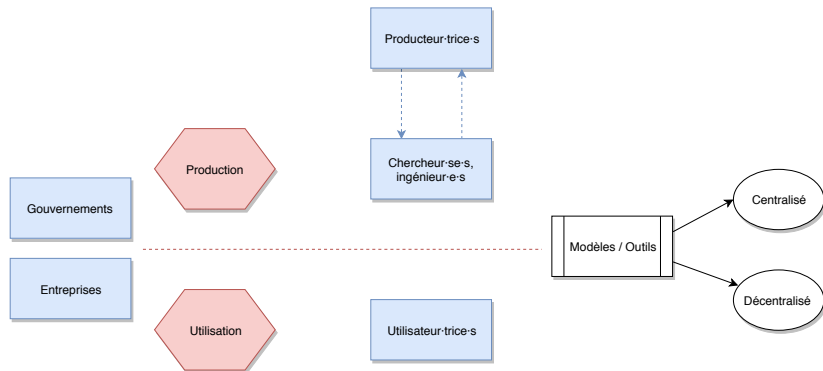 Producteur·trice·s
Production
Chercheur·se·s,
ingénieur·e·s
Gouvernements
Centralisé
Modèles / Outils
Entreprises
Décentralisé
Utilisation
Utilisateur·trice·s